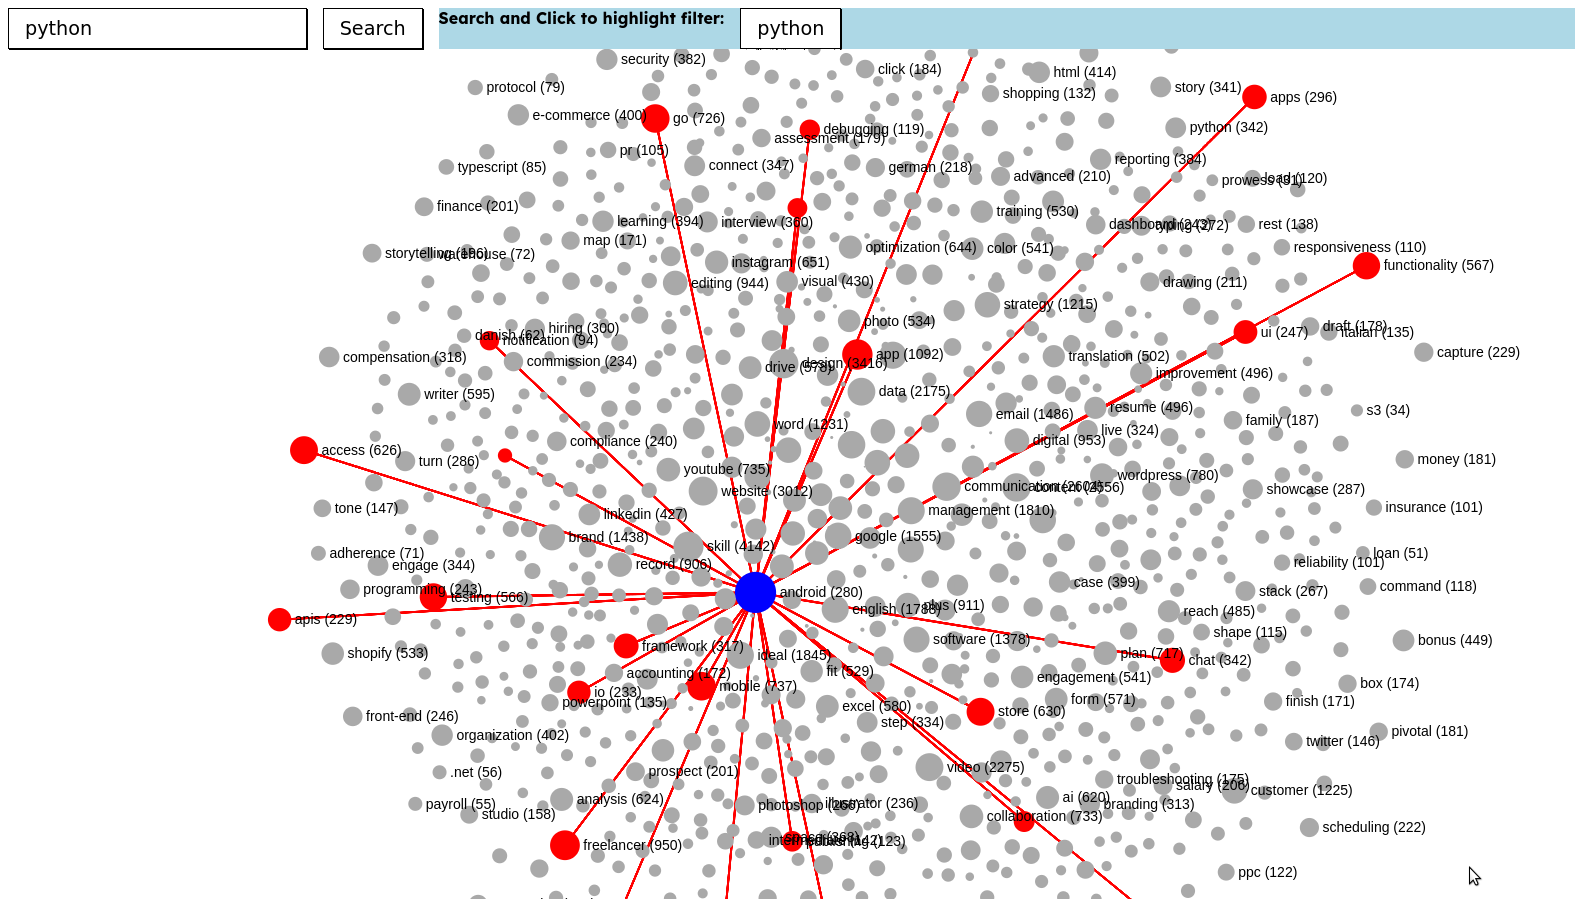 python
Search
Search and Click to highlight filter:
python
security (382)
click (184)
html (414)
protocol (79)
shopping (132)
story (341)
apps (296)
e-commerce (400)
go (726)
debugging (119)
python (342)
assessment (179)
pr (105)
connect (347)
reporting (384)
typescript (85)
german (218)
advanced (210)
finance (201)
training (530)
learning (394)
interview (360)
rest (138)
map (171)
optimization (644)
color (541)
responsiveness (110)
warehouse (72)
instagram (651)
functionality (567)
editing (944)
visual (430)
drawing (211)
strategy (1215)
photo (534)
hiring (300)
danish (62)
notification (94)
ui (247)
draft (178)
italian (135)
compensation (318)
commission (234)
app (1092)
translation (502)
capture (229)
design (3416)
drive (578)
improvement (496)
writer (595)
data (2175)
resume (496)
s3 (34)
email (1486)
family (187)
word (1231)
live (324)
compliance (240)
digital (953)
access (626)
turn (286)
money (181)
youtube (735)
wordpress (780)
website (3012)
communication (2604)
showcase (287)
tone (147)
linkedin (427)
management (1810)
insurance (101)
brand (1438)
google (1555)
skill (4142)
adherence (71)
loan (51)
engage (344)
record (906)
reliability (101)
case (399)
programming (243)
testing (566)
android (280)
stack (267)
command (118)
english (1788)
plus (911)
reach (485)
apis (229)
shape (115)
software (1378)
bonus (449)
framework (317)
shopify (533)
ideal (1845)
plan (717)
chat (342)
accounting (172)
fit (529)
engagement (541)
mobile (737)
box (174)
io (233)
powerpoint (135)
form (571)
finish (171)
excel (580)
store (630)
front-end (246)
step (334)
organization (402)
pivotal (181)
twitter (146)
.net (56)
prospect (201)
video (2275)
troubleshooting (175)
salary (206)
customer (1225)
payroll (55)
analysis (624)
photoshop (266)
illustrator (236)
ai (620)
branding (313)
studio (158)
collaboration (733)
scheduling (222)
freelancer (950)
publishing (123)
ppc (122)